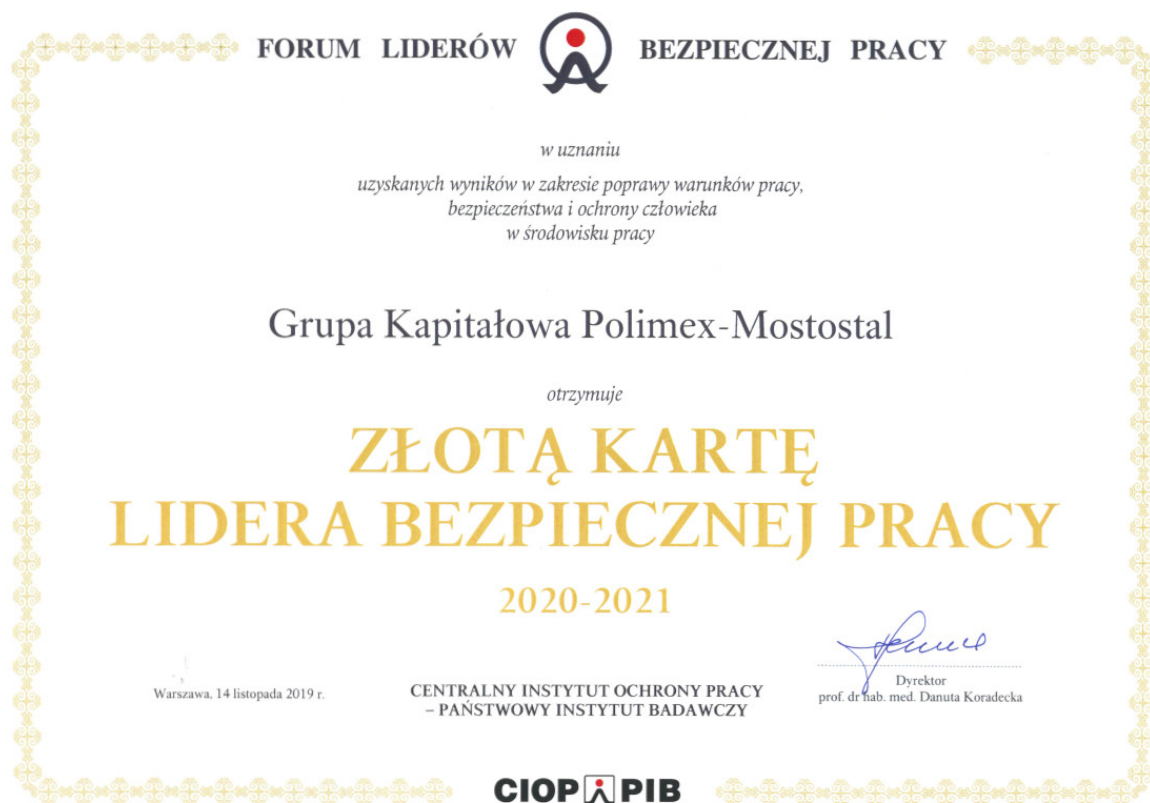 FORUM LIDERÓW BEZPIECZNEJ PRACY
w uznaniu
uzyskanych wyników w zakresie poprawy warunków pracy,
bezpieczeństwa i ochrony człowieka
w środowisku pracy
Grupa Kapitałowa Polimex-Mostostal
otrzymuje
ZŁOTĄ KARTĘ
LIDERA BEZPIECZNEJ PRACY
2020-2021
Warszawa, 14 listopada 2019 r.
CENTRALNY INSTYTUT OCHRONY PRACY
– PAŃSTWOWY INSTYTUT BADAWCZY
Dyrektor
prof. dr hab. med. Danuta Koradecka
CIOP PIB